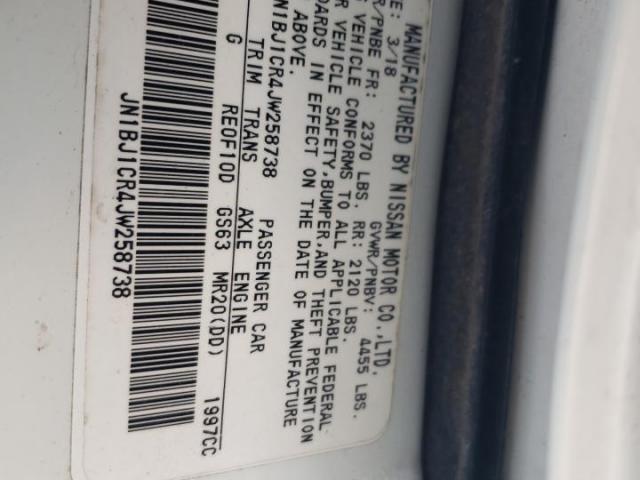 MANUFACTURED BY NISSAN MOTOR CO.,LTD.
E: 3/18 GVWR/PNBV: 4455 LBS.
R/PNBE FR: 2370 LBS. RR: 2120 LBS.
VEHICLE CONFORMS TO ALL APPLICABLE FEDERAL
R VEHICLE SAFETY,BUMPER,AND THEFT PREVENTION
DARDS IN EFFECT ON THE DATE OF MANUFACTURE
ABOVE.
N1BJ1CR4JW258738 PASSENGER CAR
TRIM TRANS AXLE ENGINE
G RE0F10D GS63 MR20(DD) 1997CC
JN1BJ1CR4JW258738